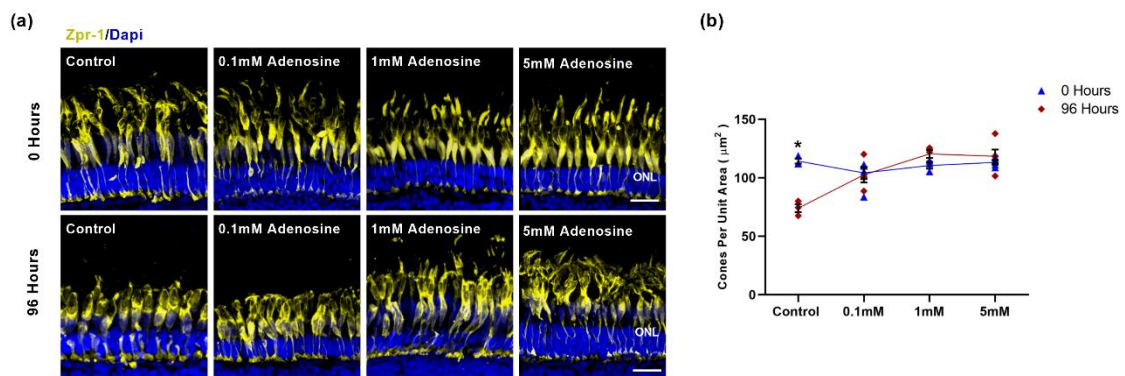 (a)
Zpr-1/Dapi
0 Hours
Control
0.1mM Adenosine
1mM Adenosine
5mM Adenosine
ONL
96 Hours
Control
0.1mM Adenosine
1mM Adenosine
5mM Adenosine
ONL
(b)
0 Hours
96 Hours
Cones Per Unit Area ( µm²)
150
100
50
0
*
Control
0.1mM
1mM
5mM